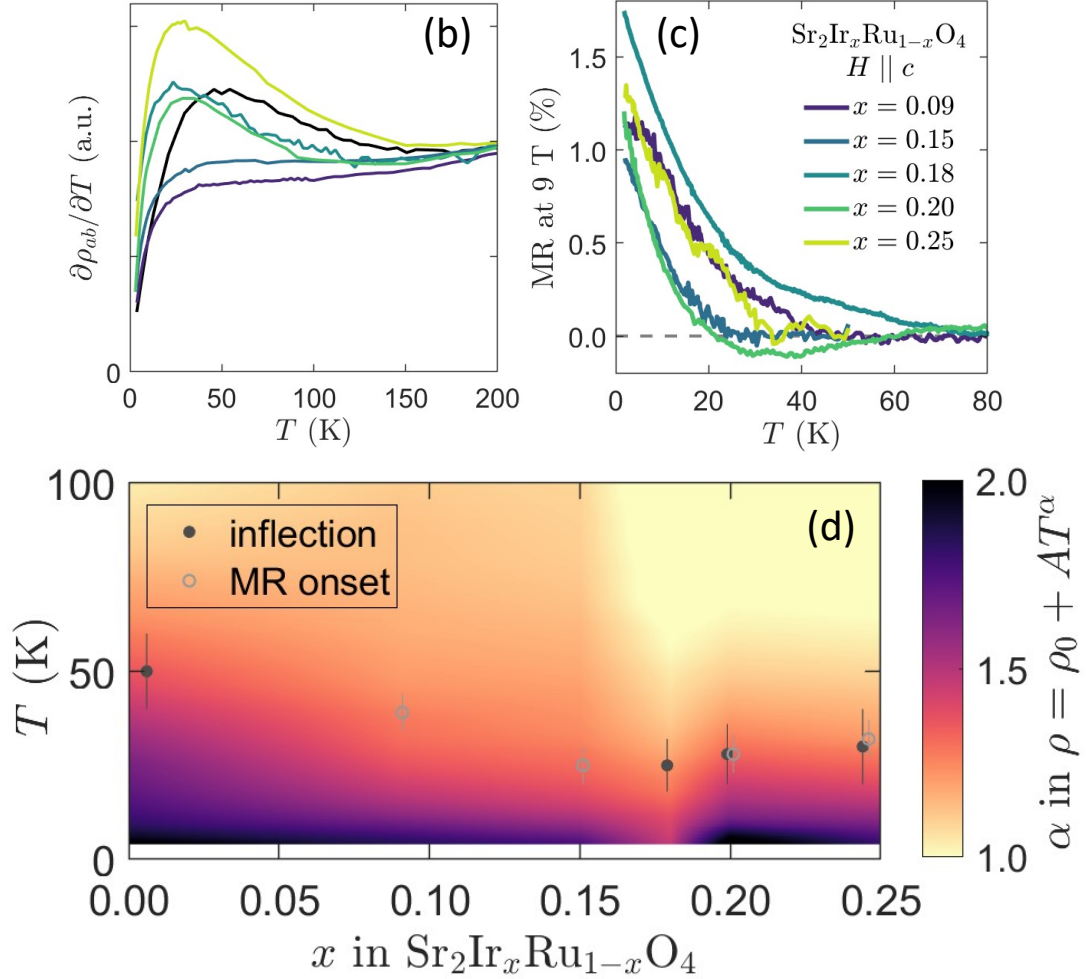 (b)
∂ρ_ab/∂T (a.u.)
0
0 50 100 150 200
T (K)
(c)
Sr₂IrₓRu₁₋ₓO₄
H || c
x = 0.09
x = 0.15
x = 0.18
x = 0.20
x = 0.25
MR at 9 T (%)
1.5
1.0
0.5
0.0
0 20 40 60 80
T (K)
(d)
inflection
MR onset
T (K)
100
50
0
0.00 0.05 0.10 0.15 0.20 0.25
x in Sr₂IrₓRu₁₋ₓO₄
2.0
1.5
1.0
α in ρ = ρ₀ + AT^α